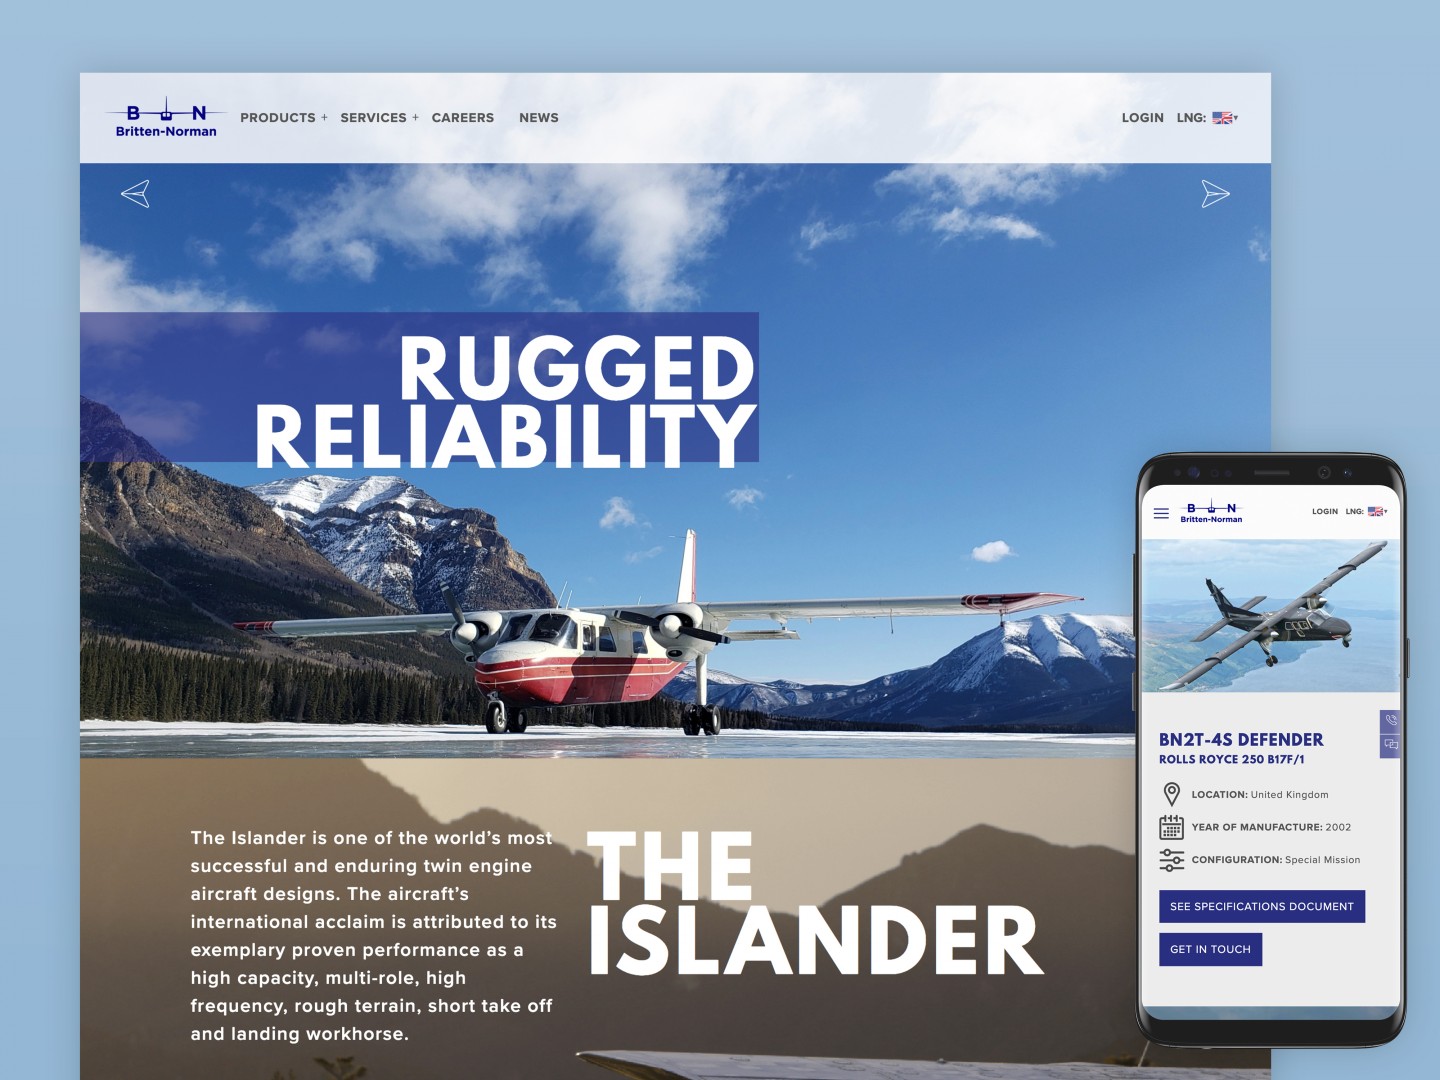 B N
Britten-Norman
PRODUCTS +
SERVICES +
CAREERS
NEWS
LOGIN
LNG:
RUGGED
RELIABILITY
The Islander is one of the world’s most
successful and enduring twin engine
aircraft designs. The aircraft’s
international acclaim is attributed to its
exemplary proven performance as a
high capacity, multi-role, high
frequency, rough terrain, short take off
and landing workhorse.
THE
ISLANDER
B N
Britten-Norman
LOGIN
LNG:
BN2T-4S DEFENDER
ROLLS ROYCE 250 B17F/1
LOCATION: United Kingdom
YEAR OF MANUFACTURE: 2002
CONFIGURATION: Special Mission
SEE SPECIFICATIONS DOCUMENT
GET IN TOUCH